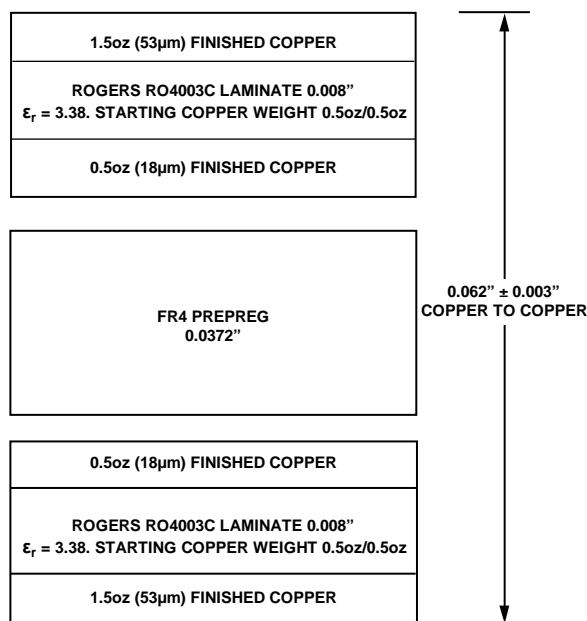 1.5oz (53µm) FINISHED COPPER
ROGERS RO4003C LAMINATE 0.008”
εr = 3.38. STARTING COPPER WEIGHT 0.5oz/0.5oz
0.5oz (18µm) FINISHED COPPER
FR4 PREPREG
0.0372”
0.062” ± 0.003”
COPPER TO COPPER
0.5oz (18µm) FINISHED COPPER
ROGERS RO4003C LAMINATE 0.008”
εr = 3.38. STARTING COPPER WEIGHT 0.5oz/0.5oz
1.5oz (53µm) FINISHED COPPER